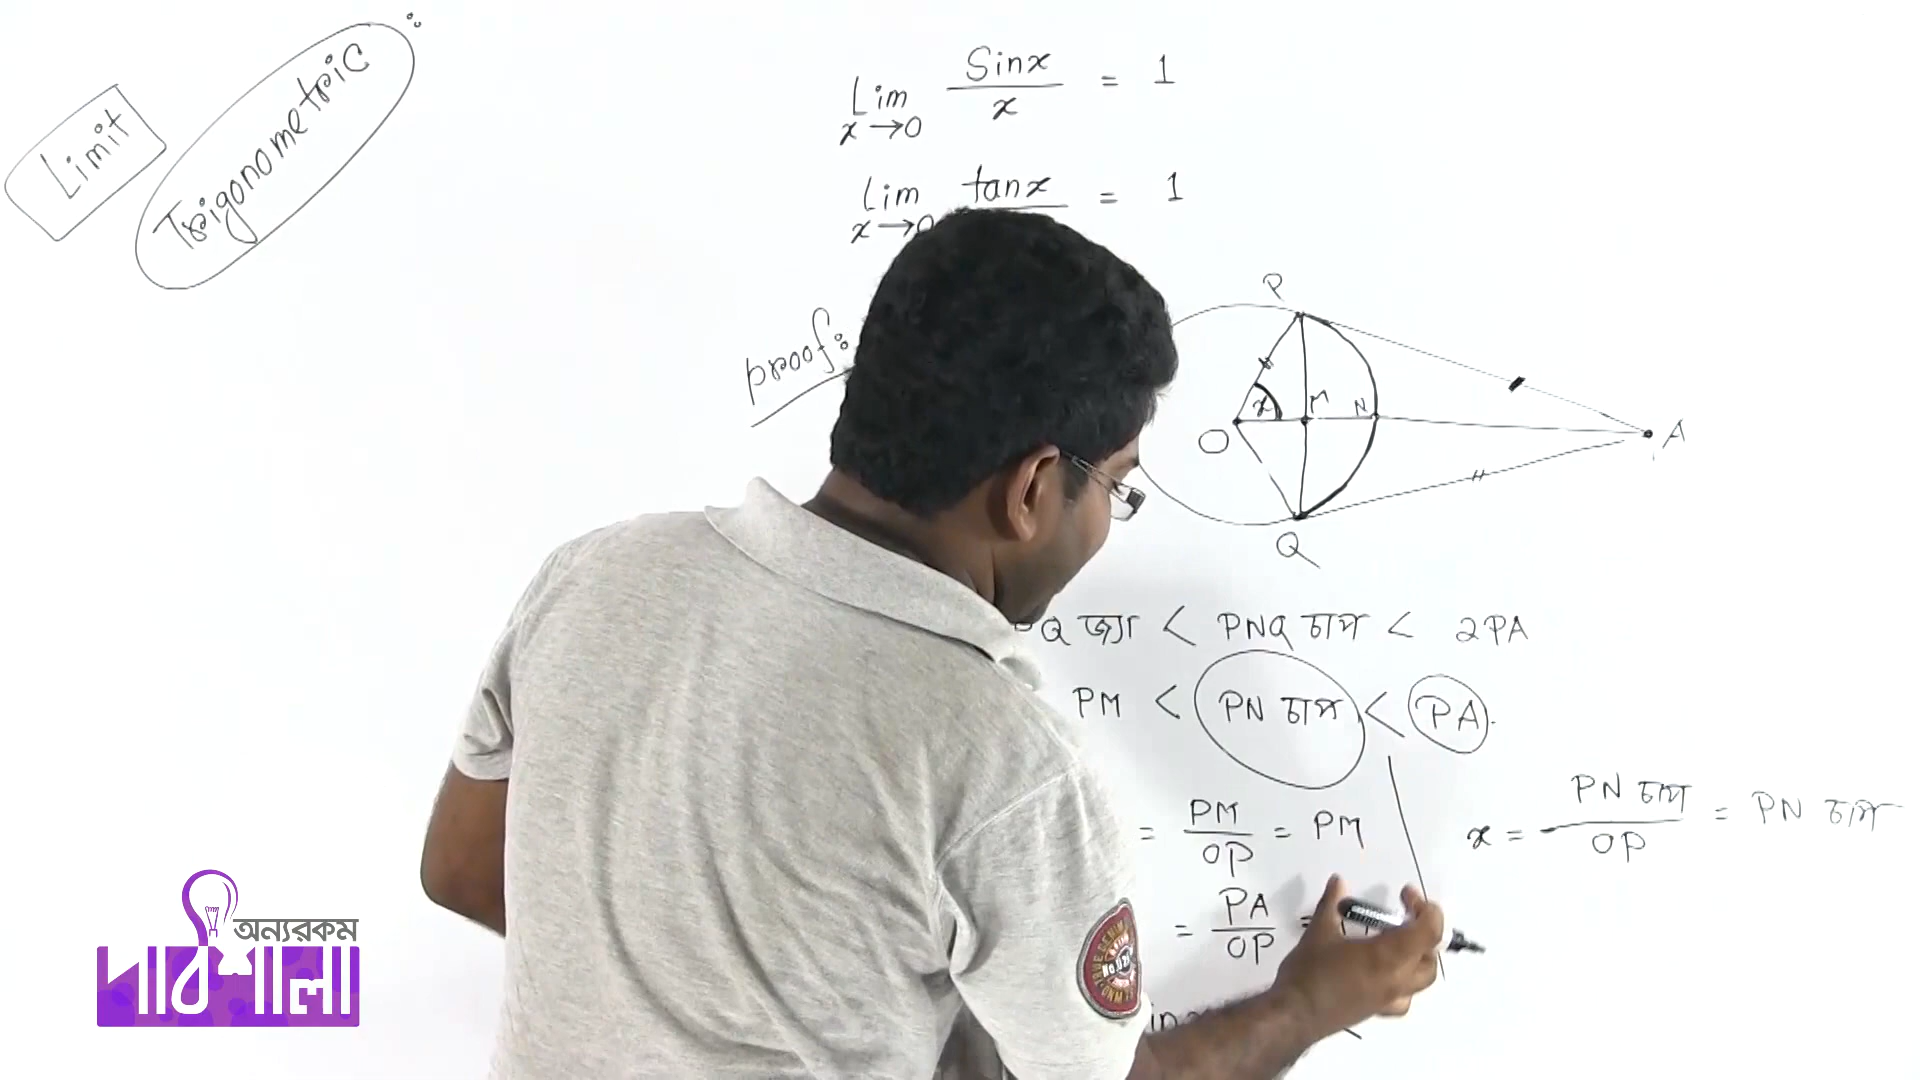 Limit
Trigonometric :
Lim x→0 Sinx/x = 1
Lim x→0 tanx = 1
proof:
P
x
M
N
O
A
Q
Q জ্যা < PNQ চাপ < 2PA
PM < PN চাপ < PA.
= PM/OP = PM
x = PN চাপ/OP = PN চাপ
= PA/OP =
অন্যরকম
পাঠশালা